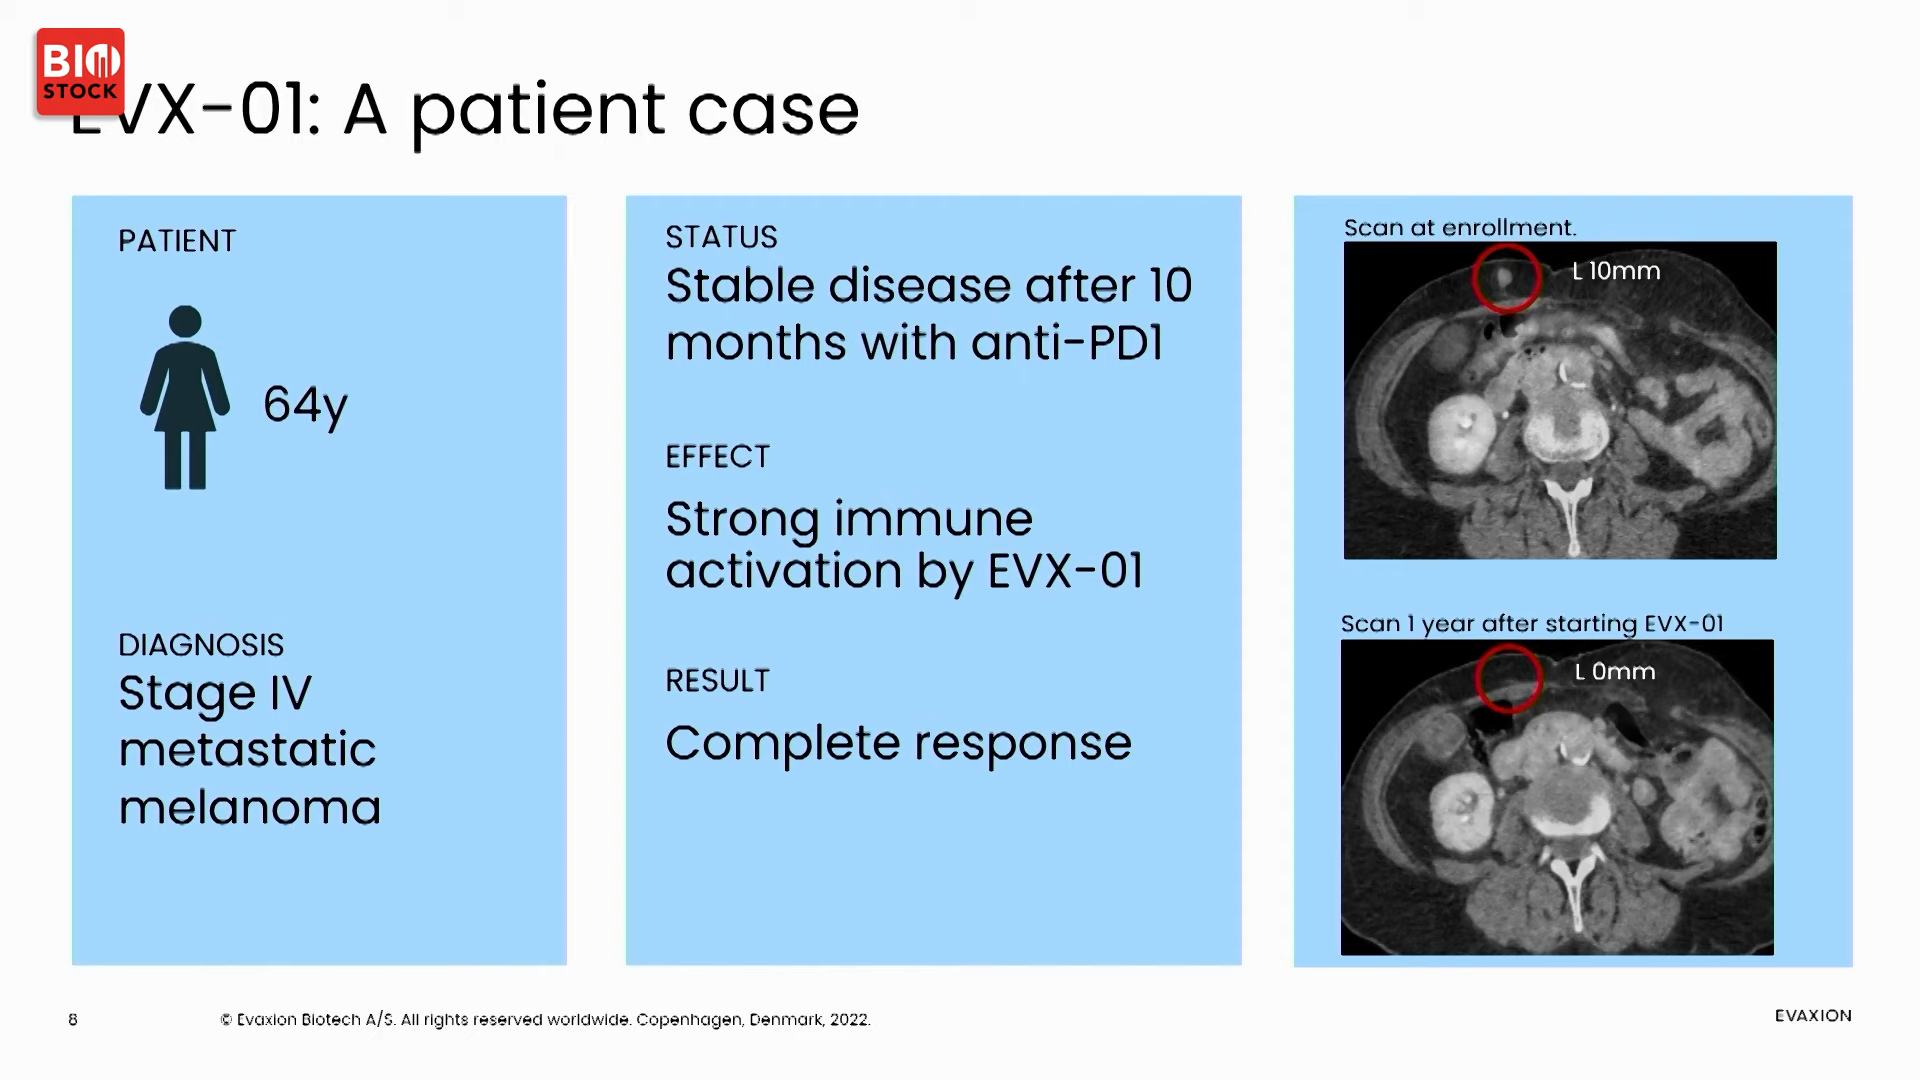 BIO
STOCK
EVX-01: A patient case
PATIENT
64y
DIAGNOSIS
Stage IV
metastatic
melanoma
STATUS
Stable disease after 10
months with anti-PD1
EFFECT
Strong immune
activation by EVX-01
RESULT
Complete response
Scan at enrollment.
L 10mm
Scan 1 year after starting EVX-01
L 0mm
8
© Evaxion Biotech A/S. All rights reserved worldwide. Copenhagen, Denmark, 2022.
EVAXION